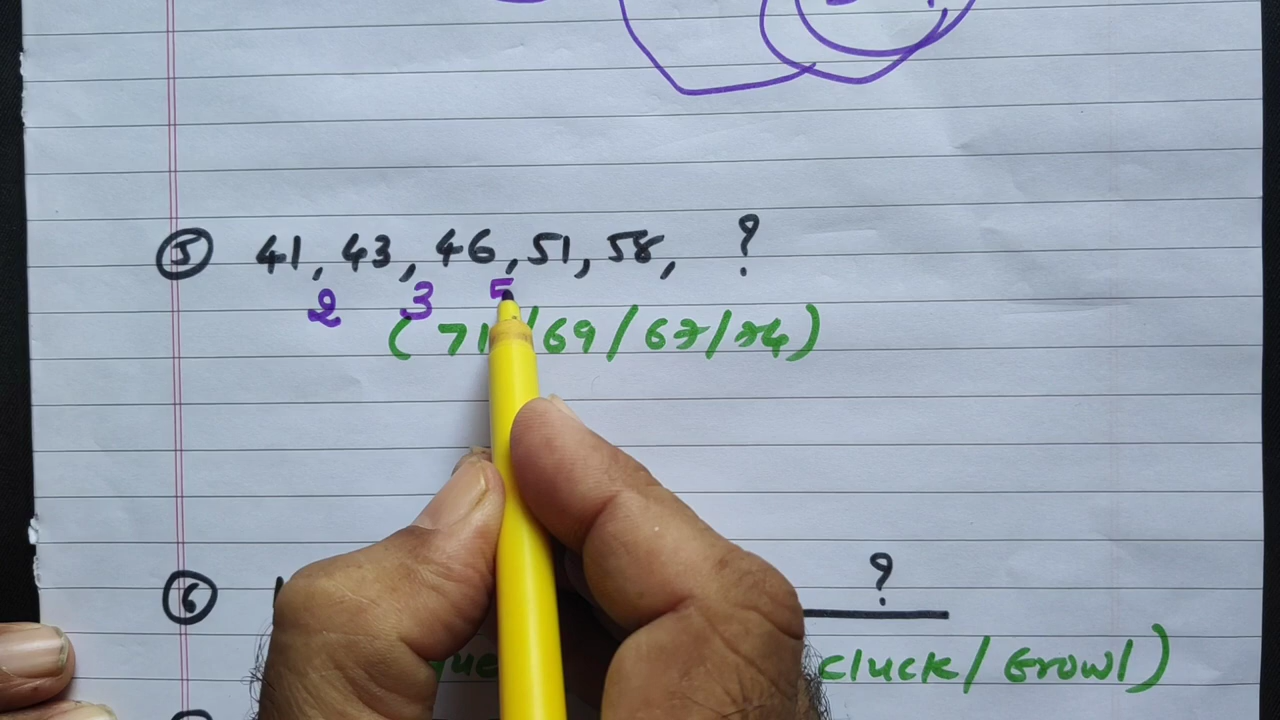 5 41, 43, 46, 51, 58, ?
2 3 5
( 71/69/67/74)
6 ?
cluck/ Growl)